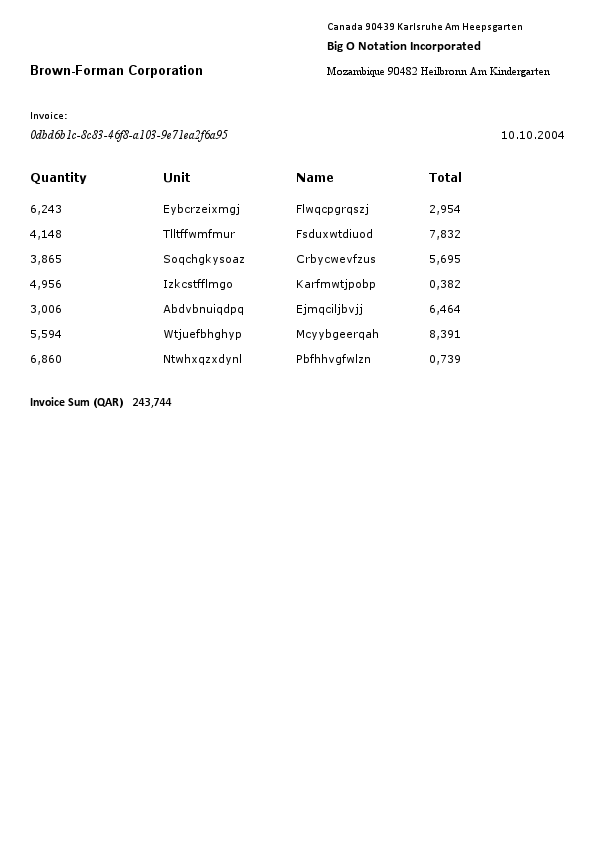 Canada 90439 Karlsruhe Am Heepsgarten
Big O Notation Incorporated
Brown-Forman Corporation
Mozambique 90482 Heilbronn Am Kindergarten
Invoice:
0dbd6b1c-8c83-46f8-a103-9e71ea2f6a95 10.10.2004
Quantity Unit Name Total
6,243 Eybcrzeixmgj Flwqcpgrqszj 2,954
4,148 Tlltffwmfmur Fsduxwtdiuod 7,832
3,865 Soqchgkysoaz Crbycwevfzus 5,695
4,956 Izkcstfflmgo Karfmwtjpobp 0,382
3,006 Abdvbnuiqdpq Ejmqciljbvjj 6,464
5,594 Wtjuefbhghyp Mcyybgeerqah 8,391
6,860 Ntwhxqzxdynl Pbfhhvgfwlzn 0,739
Invoice Sum (QAR) 243,744